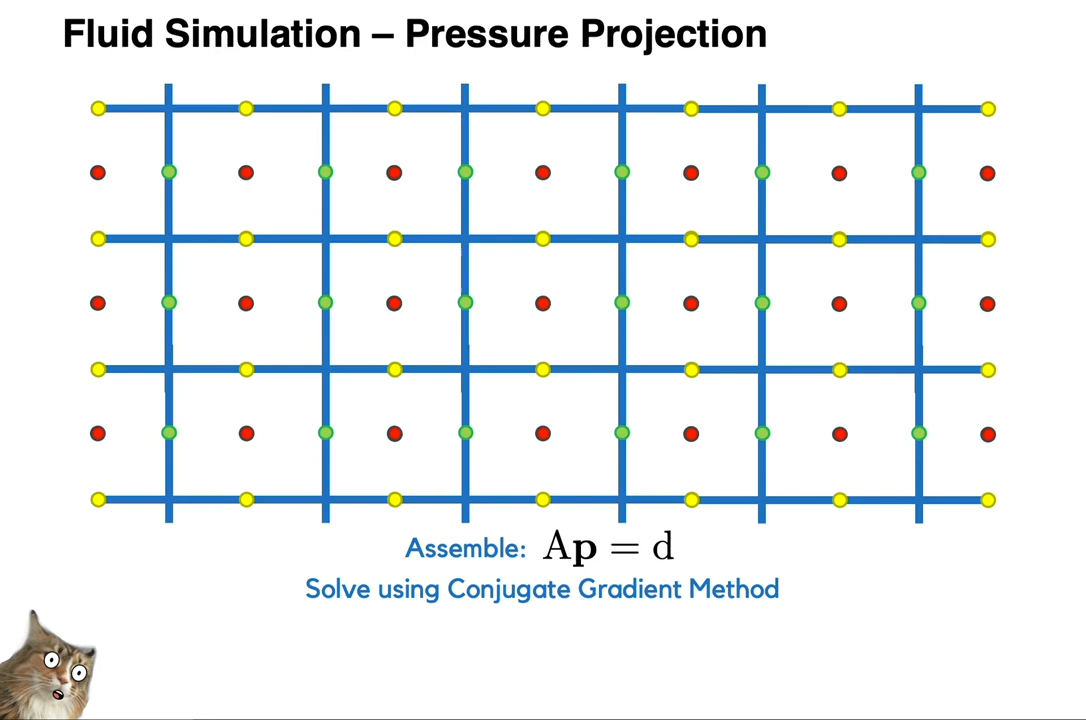 Fluid Simulation – Pressure Projection
Assemble: Ap = d
Solve using Conjugate Gradient Method